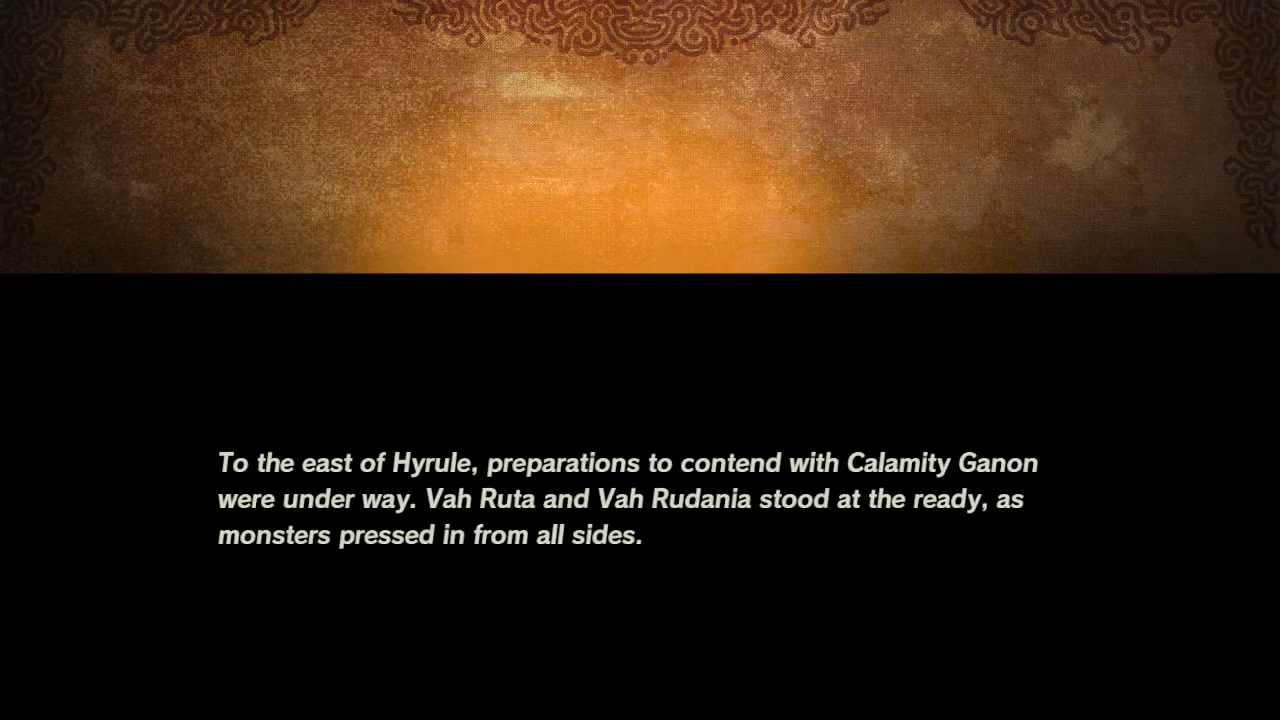 To the east of Hyrule, preparations to contend with Calamity Ganon
were under way. Vah Ruta and Vah Rudania stood at the ready, as
monsters pressed in from all sides.